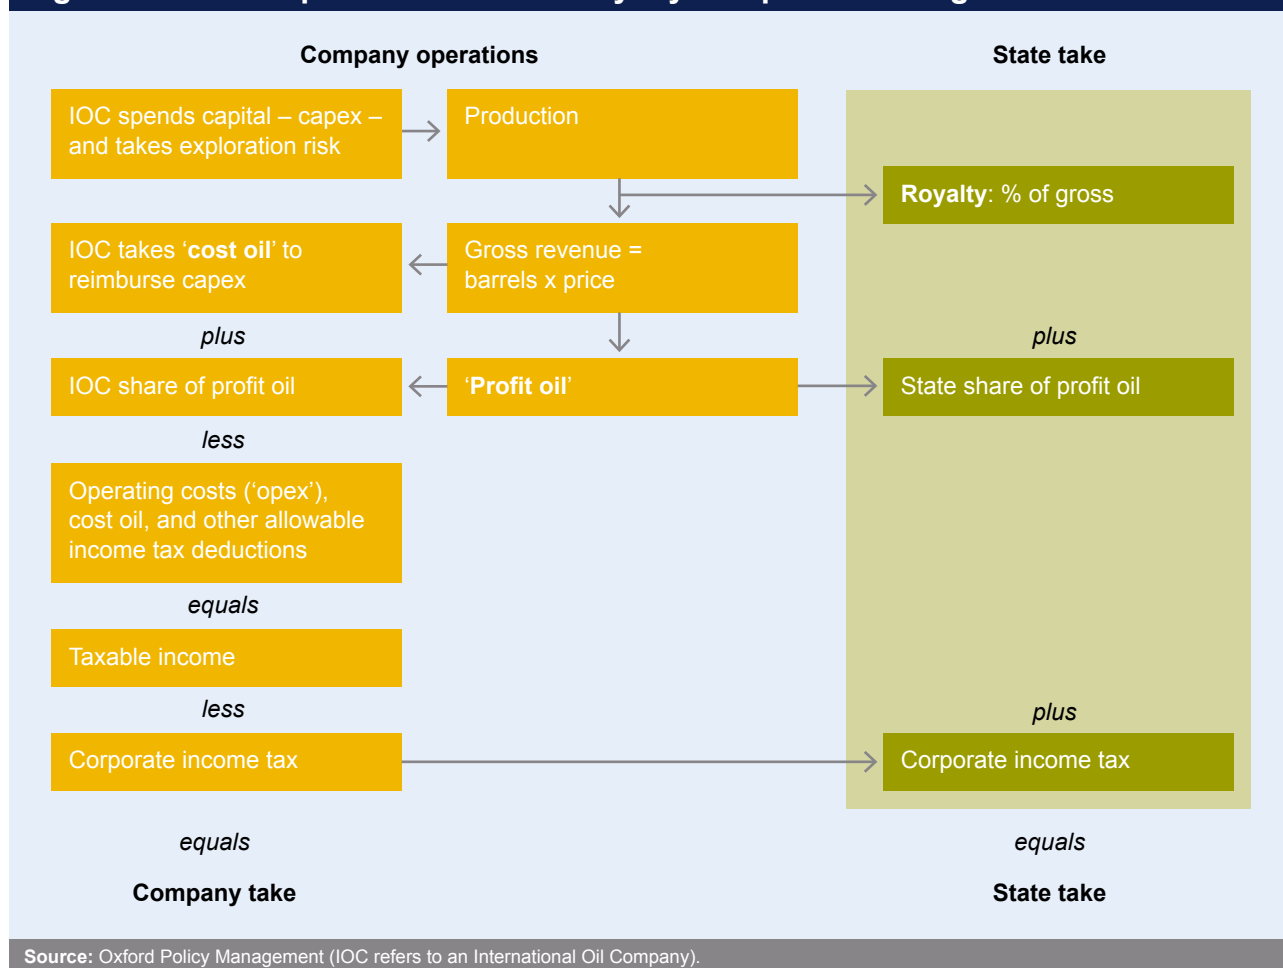 Company operations
State take
IOC spends capital – capex –
and takes exploration risk
Production
Royalty: % of gross
IOC takes ‘cost oil’ to
reimburse capex
Gross revenue =
barrels x price
plus
plus
IOC share of profit oil
‘Profit oil’
State share of profit oil
less
Operating costs (‘opex’),
cost oil, and other allowable
income tax deductions
equals
Taxable income
less
plus
Corporate income tax
Corporate income tax
equals
equals
Company take
State take
Source: Oxford Policy Management (IOC refers to an International Oil Company).